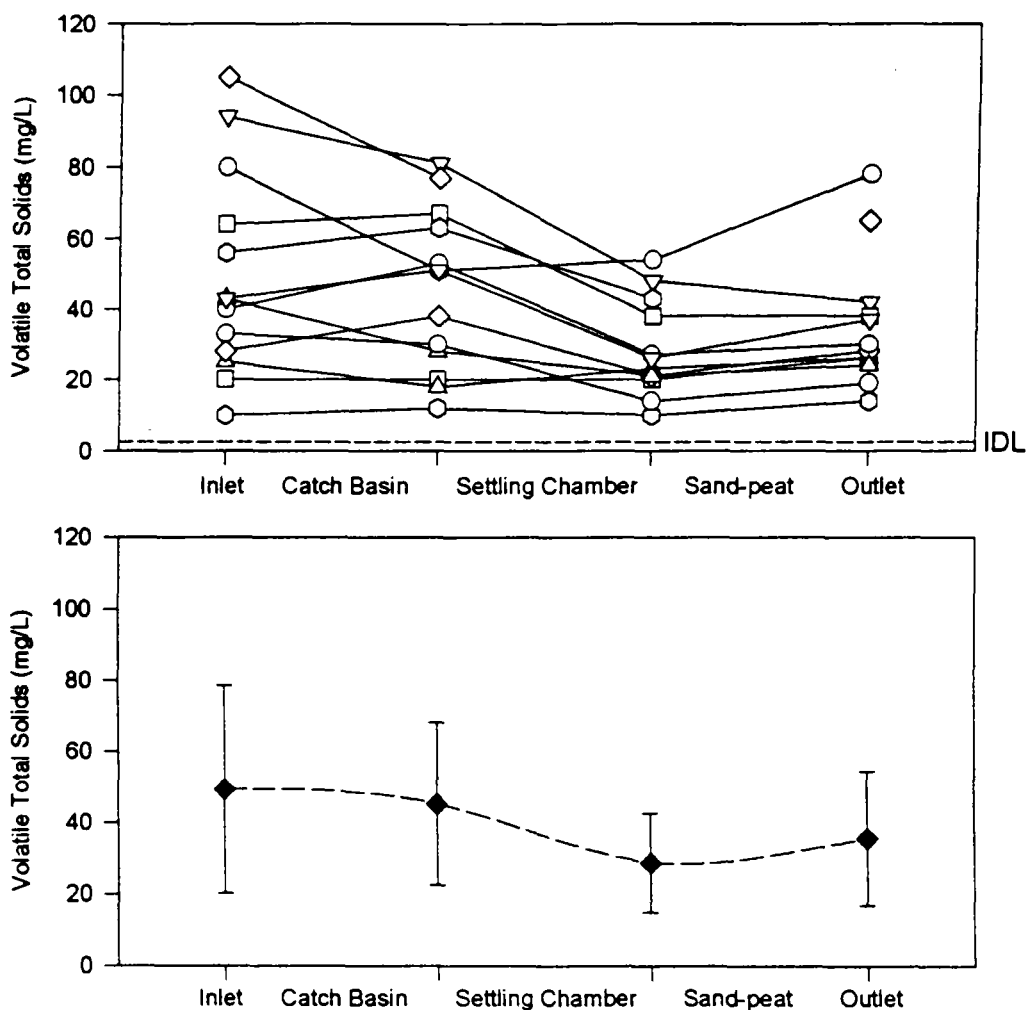 Volatile Total Solids (mg/L)
120
100
80
60
40
20
0
IDL
Inlet Catch Basin Settling Chamber Sand-peat Outlet
Volatile Total Solids (mg/L)
120
100
80
60
40
20
0
Inlet Catch Basin Settling Chamber Sand-peat Outlet